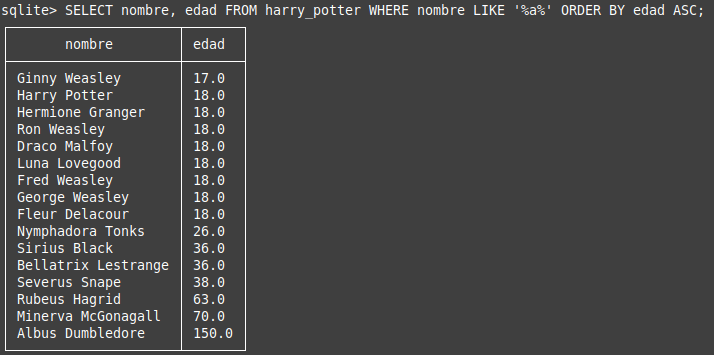 sqlite> SELECT nombre, edad FROM harry_potter WHERE nombre LIKE '%a%' ORDER BY edad ASC;
nombre edad
Ginny Weasley 17.0
Harry Potter 18.0
Hermione Granger 18.0
Ron Weasley 18.0
Draco Malfoy 18.0
Luna Lovegood 18.0
Fred Weasley 18.0
George Weasley 18.0
Fleur Delacour 18.0
Nymphadora Tonks 26.0
Sirius Black 36.0
Bellatrix Lestrange 36.0
Severus Snape 38.0
Rubeus Hagrid 63.0
Minerva McGonagall 70.0
Albus Dumbledore 150.0